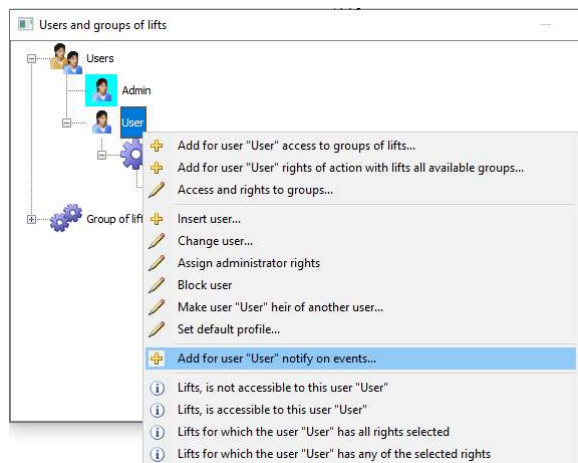 Users and groups of lifts
Users
Admin
User
Add for user "User" access to groups of lifts...
Add for user "User" rights of action with lifts all available groups...
Access and rights to groups...
Group of lif
Insert user...
Change user...
Assign administrator rights
Block user
Make user "User" heir of another user...
Set default profile...
Add for user "User" notify on events...
Lifts, is not accessible to this user "User"
Lifts, is accessible to this user "User"
Lifts for which the user "User" has all rights selected
Lifts for which the user "User" has any of the selected rights